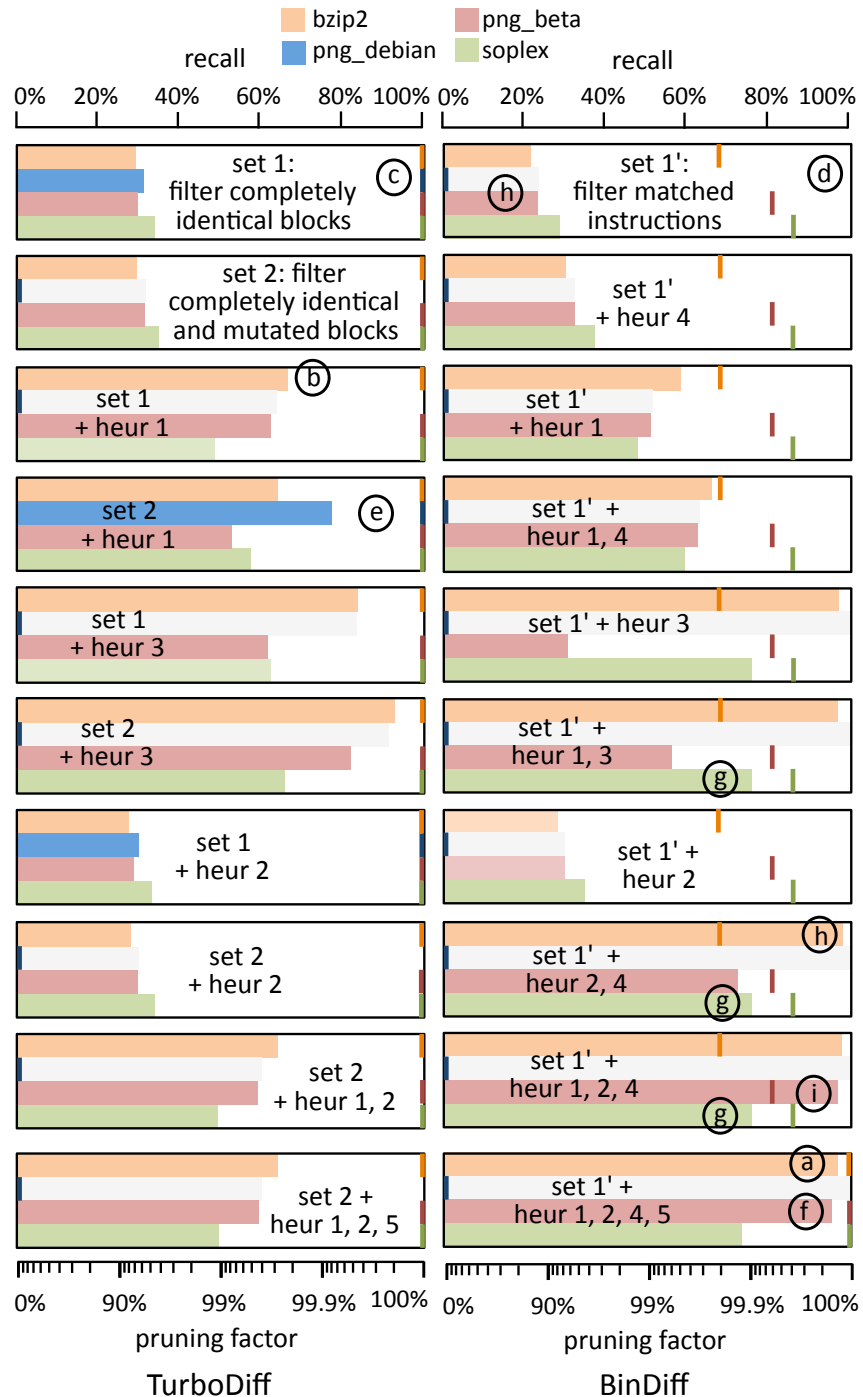 bzip2
png_beta
png_debian
soplex
recall
recall
0% 20% 40% 60% 80% 100%
0% 20% 40% 60% 80% 100%
set 1:
filter completely
identical blocks
c
set 1':
filter matched
instructions
d
h
set 2: filter
completely identical
and mutated blocks
set 1'
+ heur 4
b
set 1
+ heur 1
set 1'
+ heur 1
set 2
+ heur 1
e
set 1' +
heur 1, 4
set 1
+ heur 3
set 1' + heur 3
set 2
+ heur 3
set 1' +
heur 1, 3
g
set 1
+ heur 2
set 1' +
heur 2
set 2
+ heur 2
h
set 1' +
heur 2, 4
g
set 2
+ heur 1, 2
set 1' +
heur 1, 2, 4
i
g
set 2 +
heur 1, 2, 5
a
set 1' +
heur 1, 2, 4, 5
f
0% 90% 99% 99.9% 100%
0% 90% 99% 99.9% 100%
pruning factor
pruning factor
TurboDiff
BinDiff